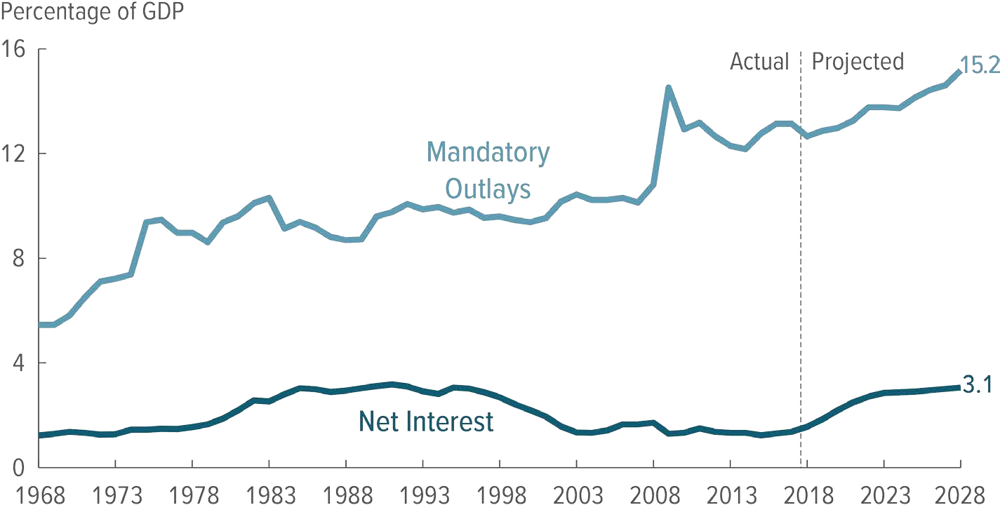 Percentage of GDP
16
Actual
Projected
15.2
12
Mandatory
Outlays
8
4
3.1
Net Interest
0
1968 1973 1978 1983 1988 1993 1998 2003 2008 2013 2018 2023 2028